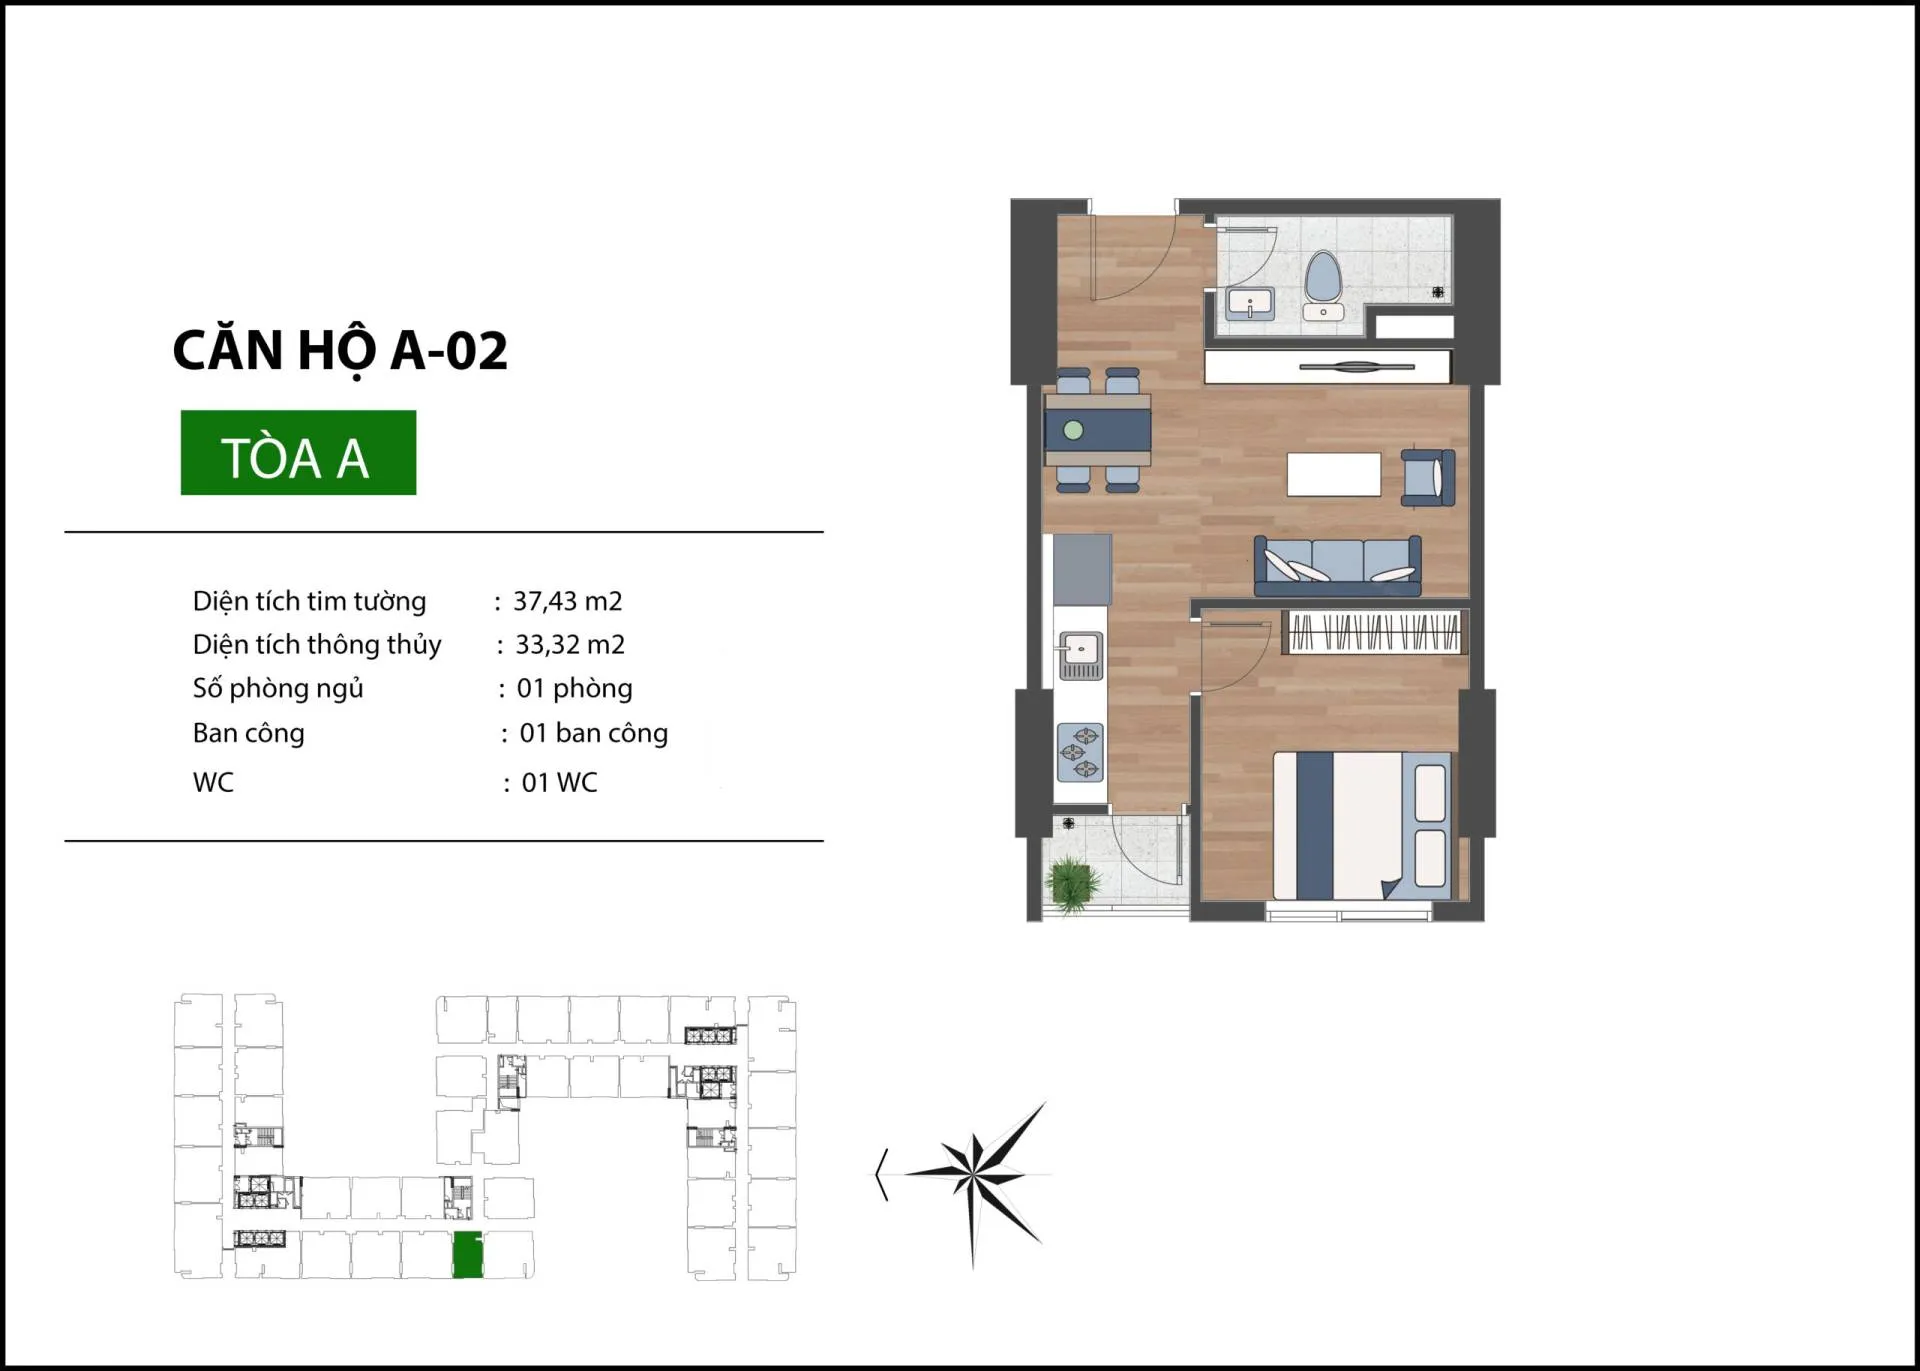 CĂN HỘ A-02
TÒA A
Diện tích tim tường : 37,43 m2
Diện tích thông thủy : 33,32 m2
Số phòng ngủ : 01 phòng
Ban công : 01 ban công
WC : 01 WC